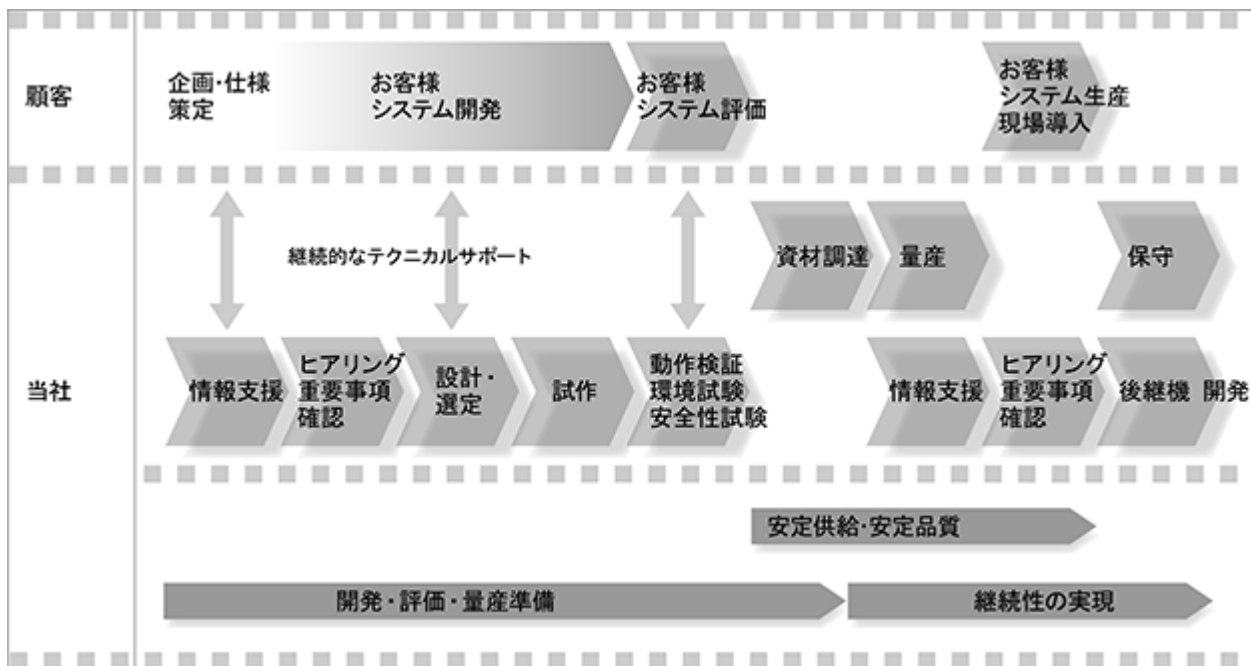 顧客
企画・仕様
策定
お客様
システム開発
お客様
システム評価
お客様
システム生産
現場導入
継続的なテクニカルサポート
資材調達
量産
保守
当社
情報支援
ヒアリング
重要事項
確認
設計・
選定
試作
動作検証
環境試験
安全性試験
情報支援
ヒアリング
重要事項
確認
後継機 開発
安定供給・安定品質
開発・評価・量産準備
継続性の実現